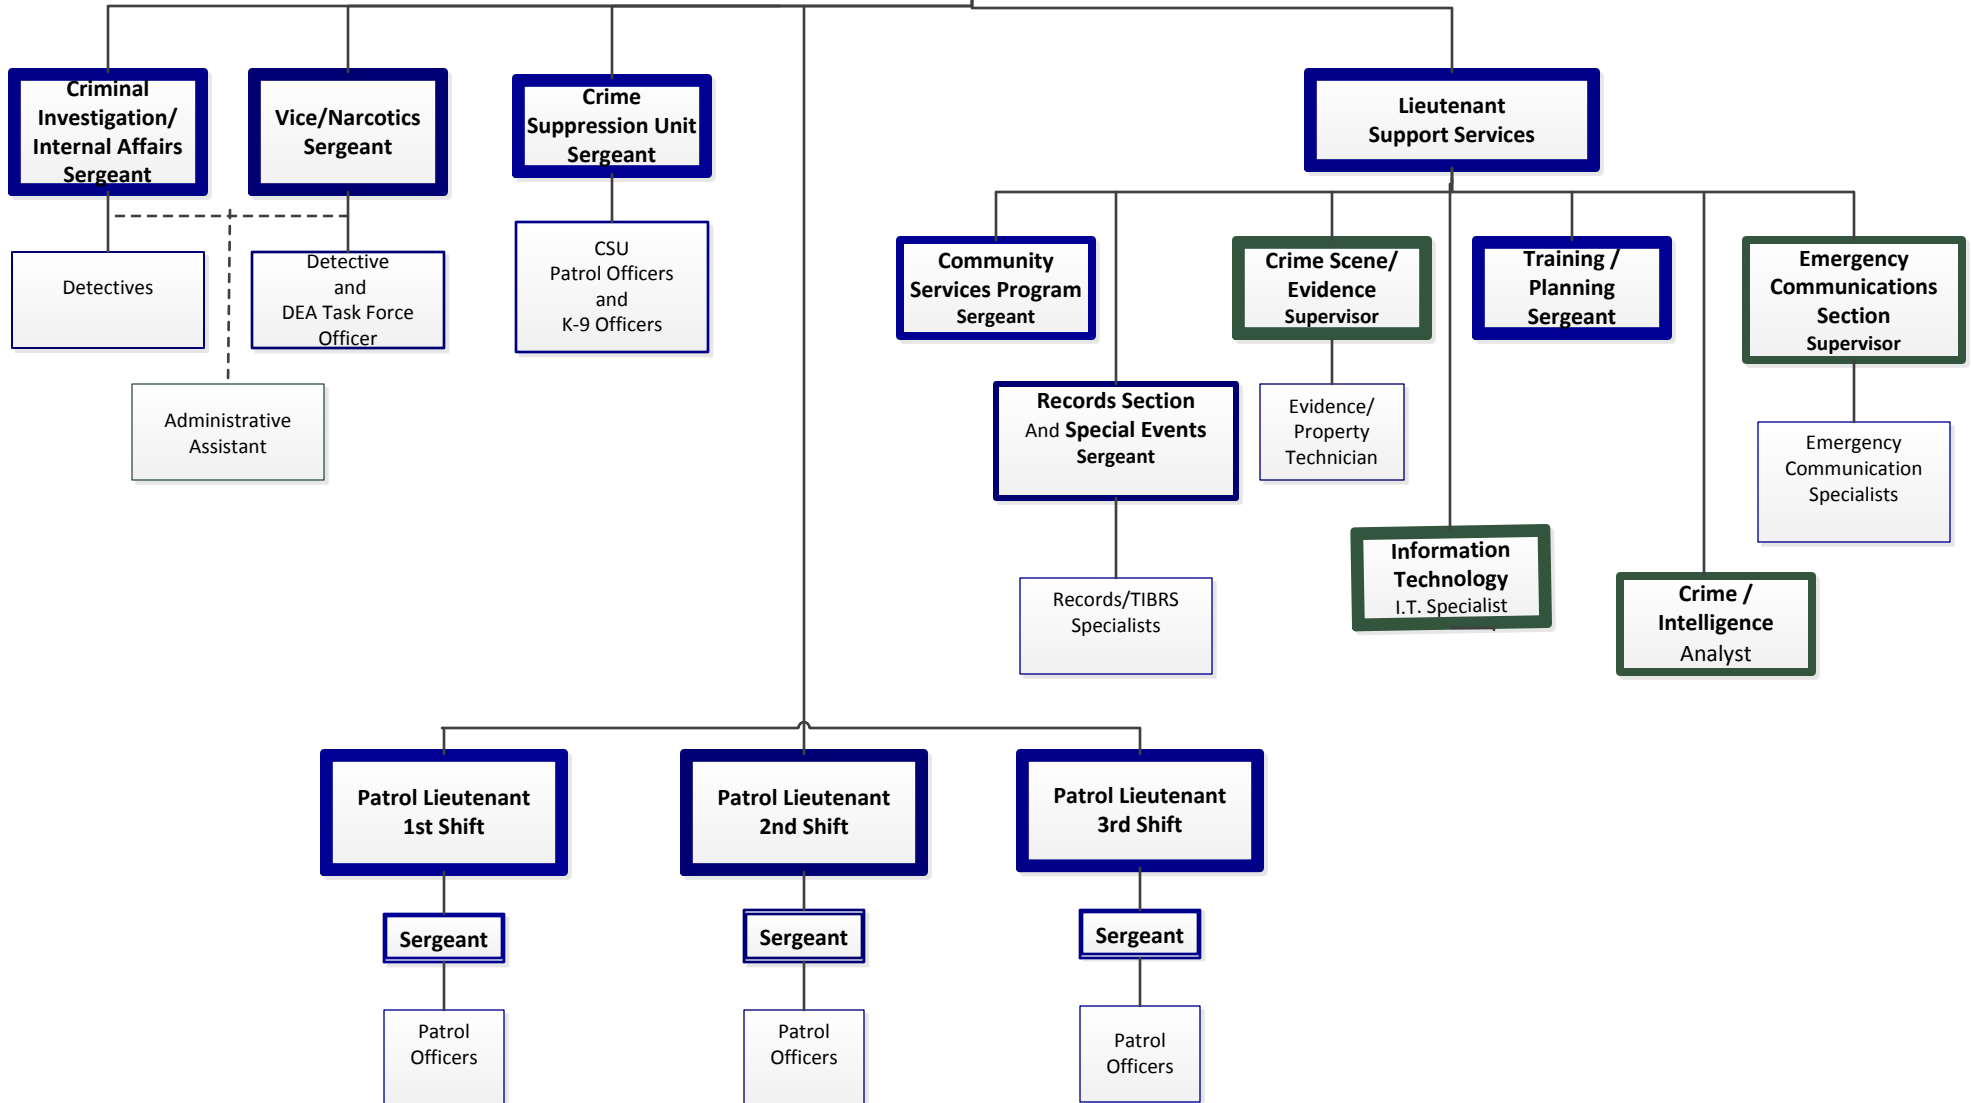 Criminal
Investigation/
Internal Affairs
Sergeant
Vice/Narcotics
Sergeant
Crime
Suppression Unit
Sergeant
Lieutenant
Support Services
Detectives
Detective
and
DEA Task Force
Officer
CSU
Patrol Officers
and
K-9 Officers
Administrative
Assistant
Community
Services Program
Sergeant
Crime Scene/
Evidence
Supervisor
Training /
Planning
Sergeant
Emergency
Communications
Section
Supervisor
Records Section
And Special Events
Sergeant
Evidence/
Property
Technician
Emergency
Communication
Specialists
Information
Technology
I.T. Specialist
Records/TIBRS
Specialists
Crime /
Intelligence
Analyst
Patrol Lieutenant
1st Shift
Patrol Lieutenant
2nd Shift
Patrol Lieutenant
3rd Shift
Sergeant
Sergeant
Sergeant
Patrol
Officers
Patrol
Officers
Patrol
Officers